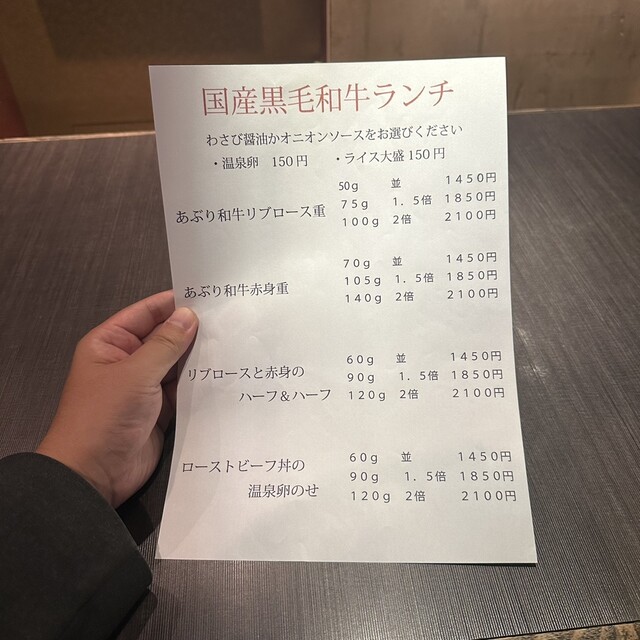 国産黒毛和牛ランチ
わさび醤油かオニオンソースをお選びください
・温泉卵 150円 ・ライス大盛150円
あぶり和牛リブロース重
50g 並 1450円
75g 1.5倍 1850円
100g 2倍 2100円
あぶり和牛赤身重
70g 並 1450円
105g 1.5倍 1850円
140g 2倍 2100円
リブロースと赤身の
ハーフ&ハーフ
60g 並 1450円
90g 1.5倍 1850円
120g 2倍 2100円
ローストビーフ丼の
温泉卵のせ
60g 並 1450円
90g 1.5倍 1850円
120g 2倍 2100円